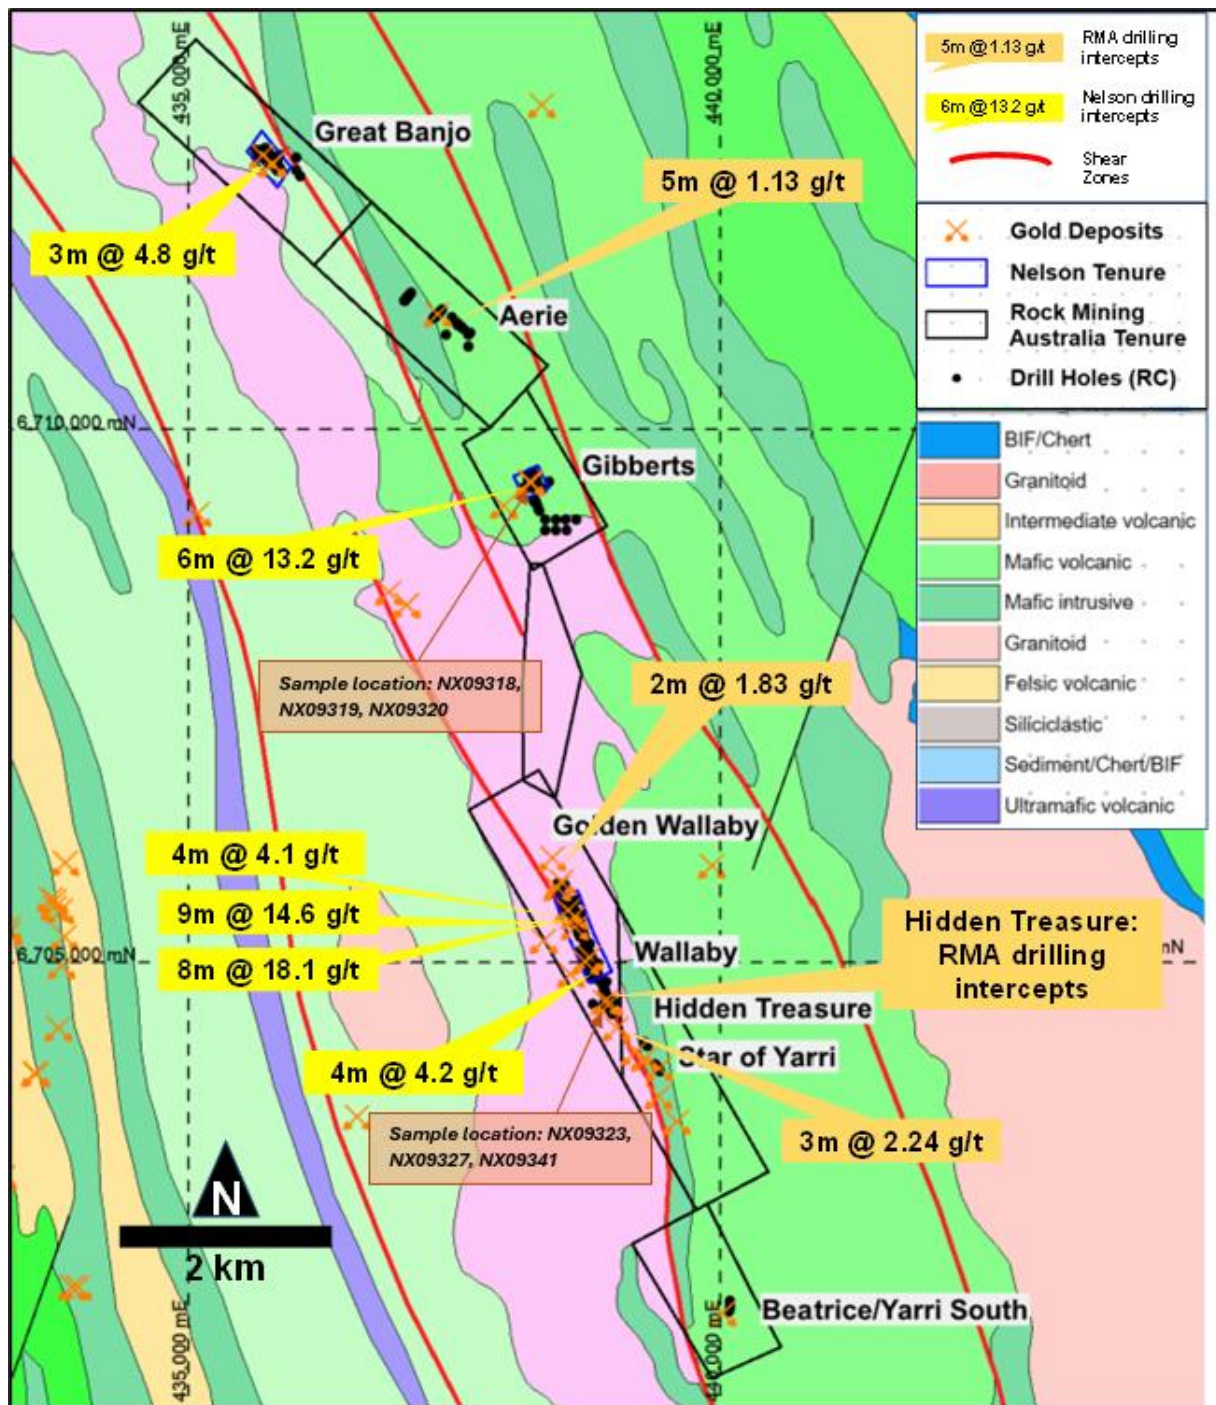 435,000 mE
440,000 mE
5m @1.13 g/t
RMA drilling
intercepts
6m @13.2 g/t
Nelson drilling
intercepts
Shear
Zones
Gold Deposits
Nelson Tenure
Rock Mining
Australia Tenure
Drill Holes (RC)
BIF/Chert
Granitoid
Intermediate volcanic
Mafic volcanic
Mafic intrusive
Granitoid
Felsic volcanic
Siliciclastic
Sediment/Chert/BIF
Ultramafic volcanic
Great Banjo
5m @ 1.13 g/t
3m @ 4.8 g/t
Aerie
6,710,000 mN
Gibberts
6m @ 13.2 g/t
Sample location: NX09318,
NX09319, NX09320
2m @ 1.83 g/t
Golden Wallaby
4m @ 4.1 g/t
9m @ 14.6 g/t
8m @ 18.1 g/t
Hidden Treasure:
RMA drilling
intercepts
6,705,000 mN
mN
Wallaby
Hidden Treasure
Star of Yarri
4m @ 4.2 g/t
Sample location: NX09323,
NX09327, NX09341
3m @ 2.24 g/t
N
2 km
Beatrice/Yarri South
435,000 mE
440,000 mE